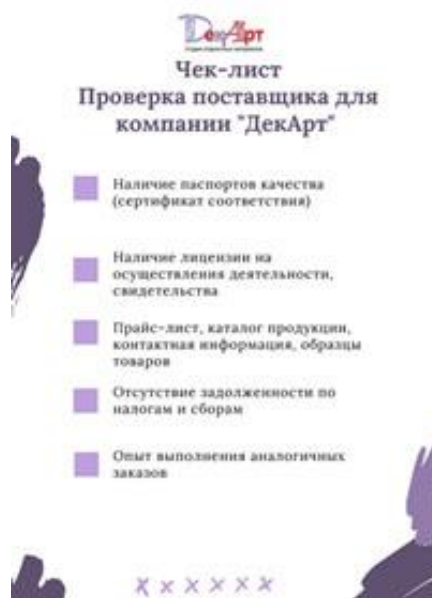 ДекАрт
Чек-лист
Проверка поставщика для
компании "ДекАрт"
Наличие паспортов качества
(сертификат соответствия)
Наличие лицензии на
осуществления деятельности,
свидетельства
Прайс-лист, каталог продукции,
контактная информация, образцы
товаров
Отсутствие задолженности по
налогам и сборам
Опыт выполнения аналогичных
заказов